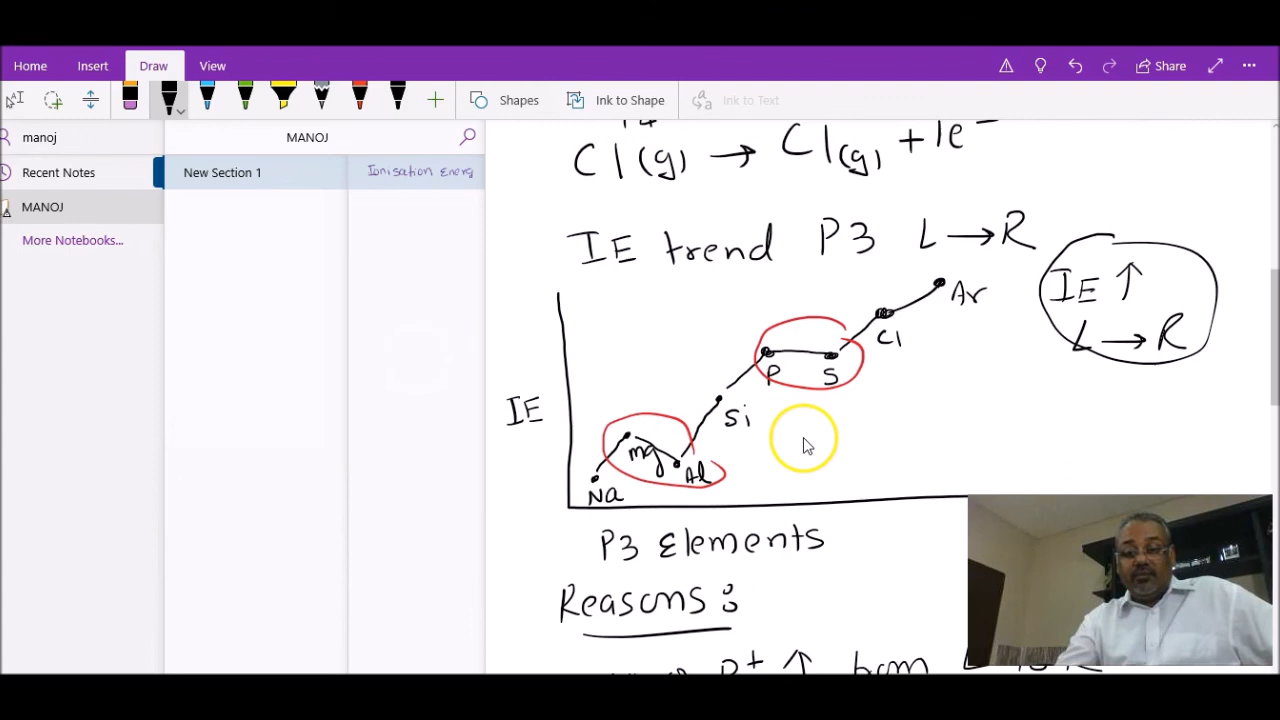 Home Insert Draw View Share
Shapes Ink to Shape Ink to Text
manoj MANOJ
Recent Notes New Section 1 Ionisation Energ
MANOJ
More Notebooks...
Cl(g) → Cl(g) + 1e⁻
IE trend P3 L → R
IE ↑
L → R
Ar
Cl
P S
Si
IE
mg
Al
Na
P3 Elements
Reasons :
P+ ↑ from L